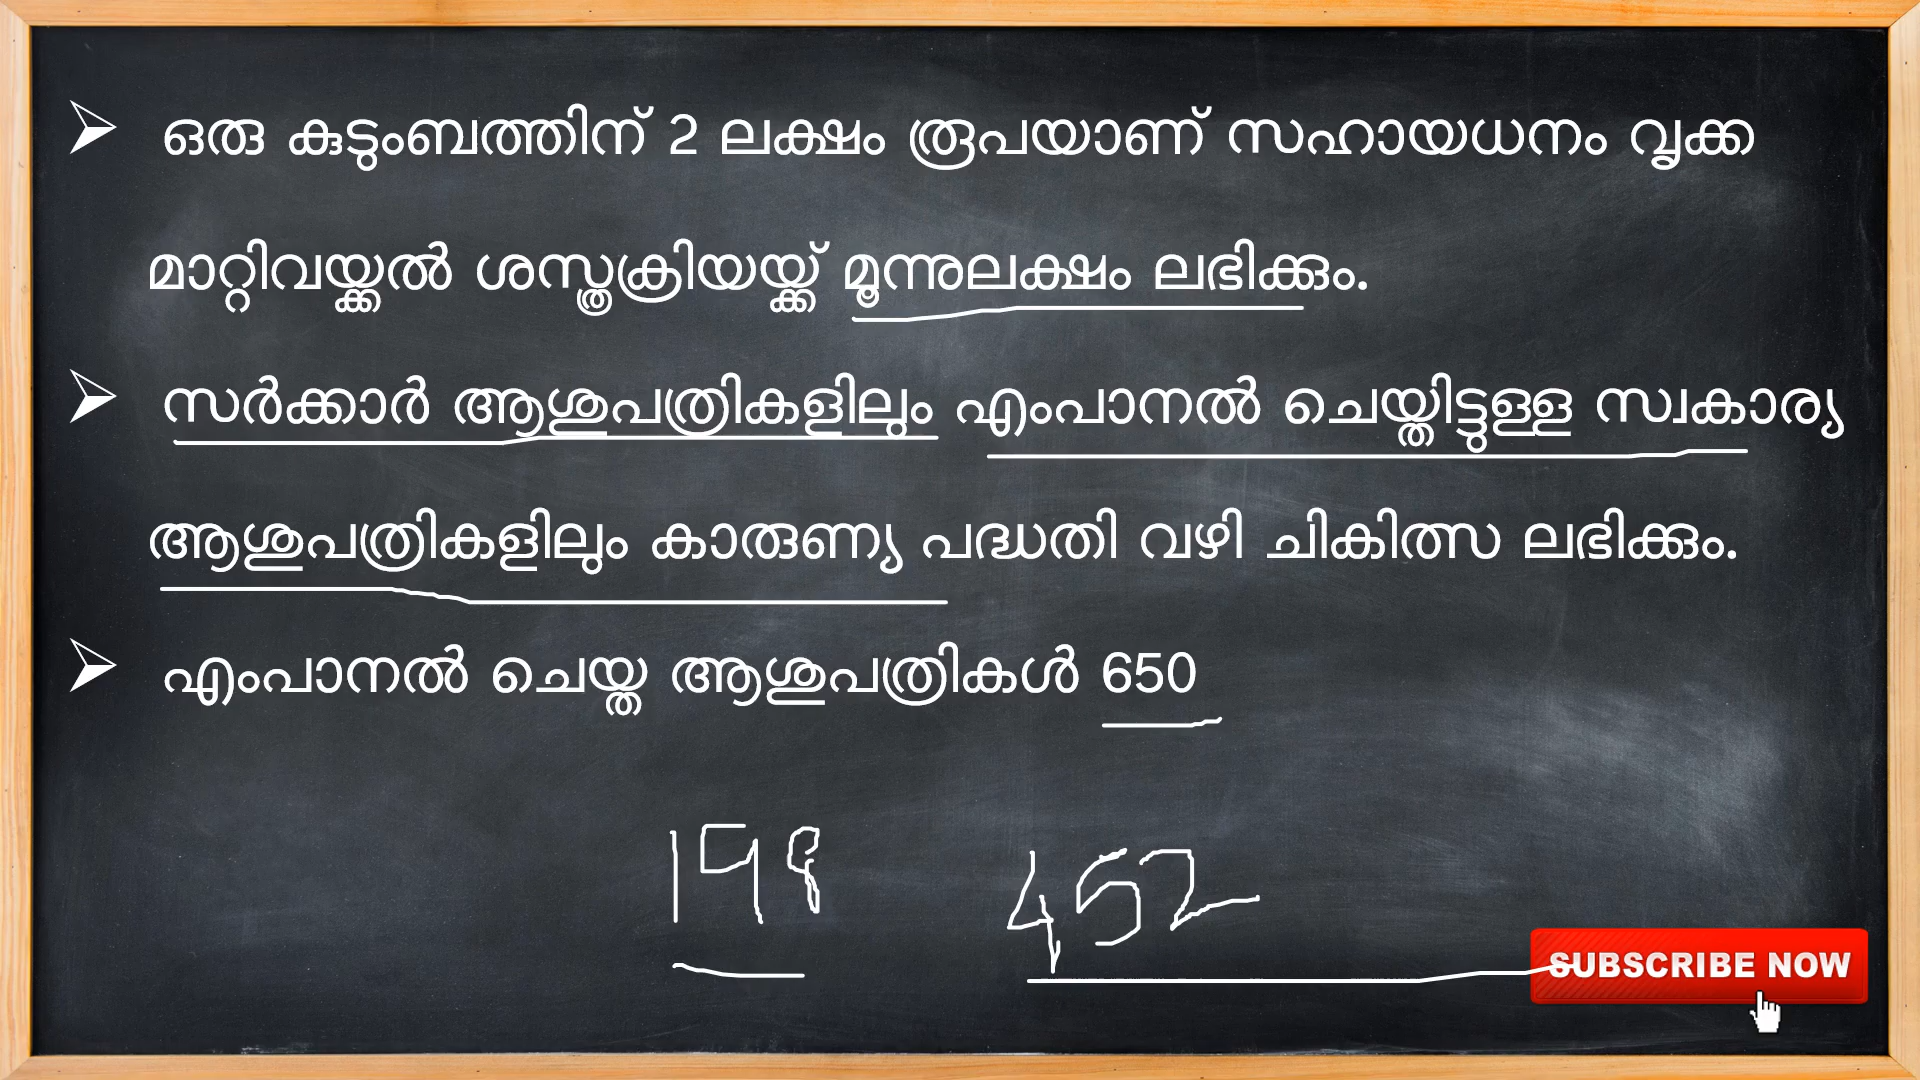 ഒരു കുടുംബത്തിന് 2 ലക്ഷം രൂപയാണ് സഹായധനം വൃക്ക
മാറ്റിവയ്ക്കൽ ശസ്ത്രക്രിയയ്ക്ക് മൂന്നുലക്ഷം ലഭിക്കും.
സർക്കാർ ആശുപത്രികളിലും എംപാനൽ ചെയ്തിട്ടുള്ള സ്വകാര്യ
ആശുപത്രികളിലും കാരുണ്യ പദ്ധതി വഴി ചികിത്സ ലഭിക്കും.
എംപാനൽ ചെയ്ത ആശുപത്രികൾ 650
198 452
SUBSCRIBE NOW